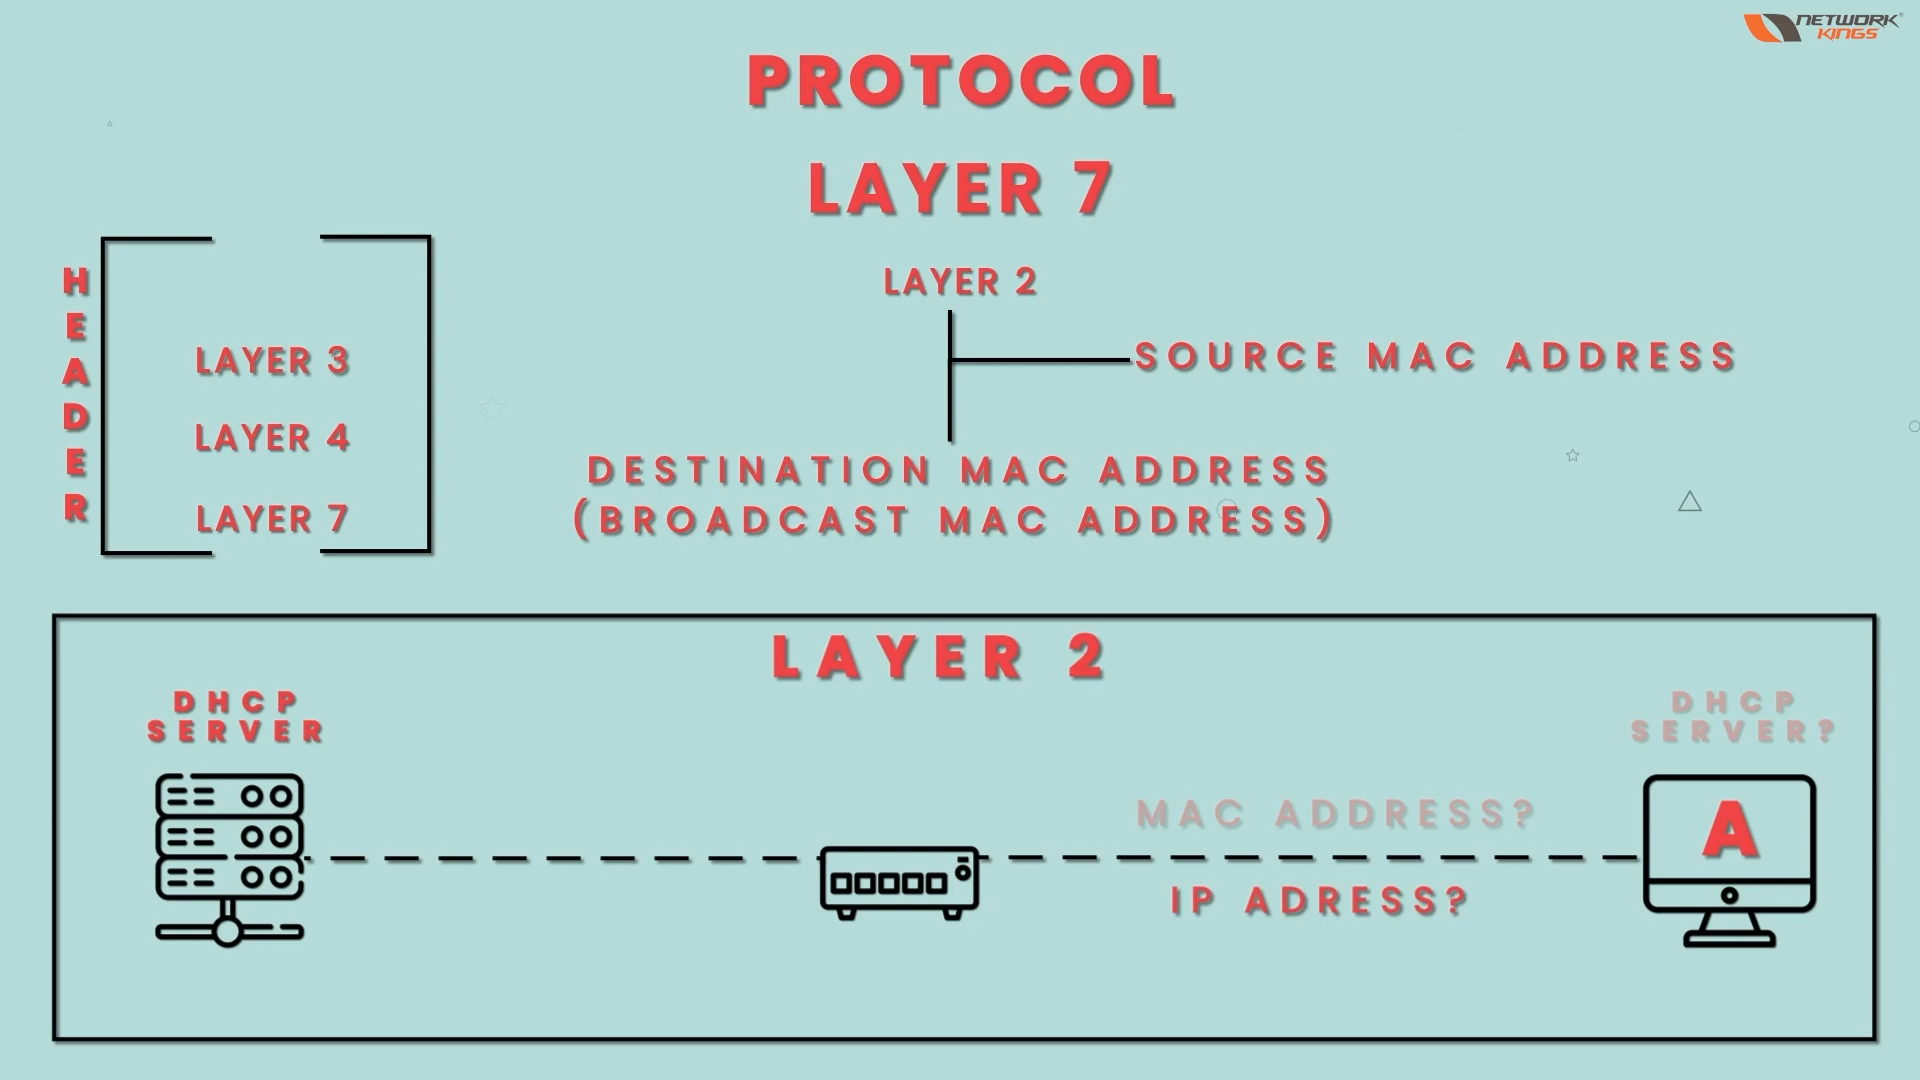 NETWORK
KINGS
PROTOCOL
LAYER 7
HEADER
LAYER 3
LAYER 4
LAYER 7
LAYER 2
SOURCE MAC ADDRESS
DESTINATION MAC ADDRESS
(BROADCAST MAC ADDRESS)
LAYER 2
DHCP
SERVER
DHCP
SERVER?
MAC ADDRESS?
IP ADRESS?
A